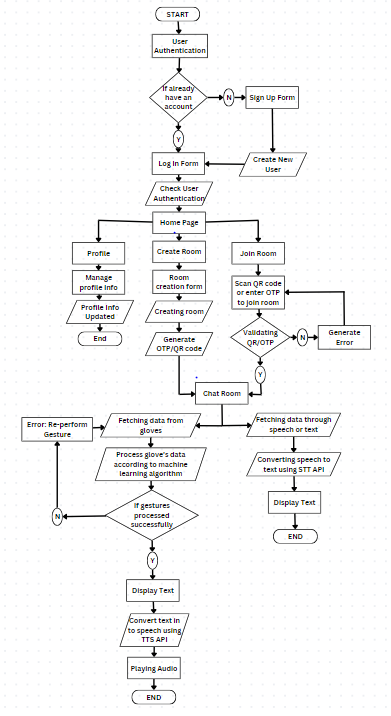 START
User
Authentication
If already
have an
account
N
Sign Up Form
Y
Log In Form
Create New
User
Check User
Authentication
Home Page
Profile
Create Room
Join Room
Manage
profile info
Room
creation form
Scan QR code
or enter OTP
to join room
Profile Info
Updated
Creating room
Validating
QR/OTP
N
Generate
Error
End
Generate
OTP/QR code
Y
Chat Room
Error: Re-perform
Gesture
Fetching data from
gloves
Fetching data through
speech or text
Process glove's data
according to machine
learning algorithm
Converting speech to
text using STT API
If gestures
processed
successfully
Display Text
N
END
Y
Display Text
Convert text in
to speech using
TTS API
Playing Audio
END